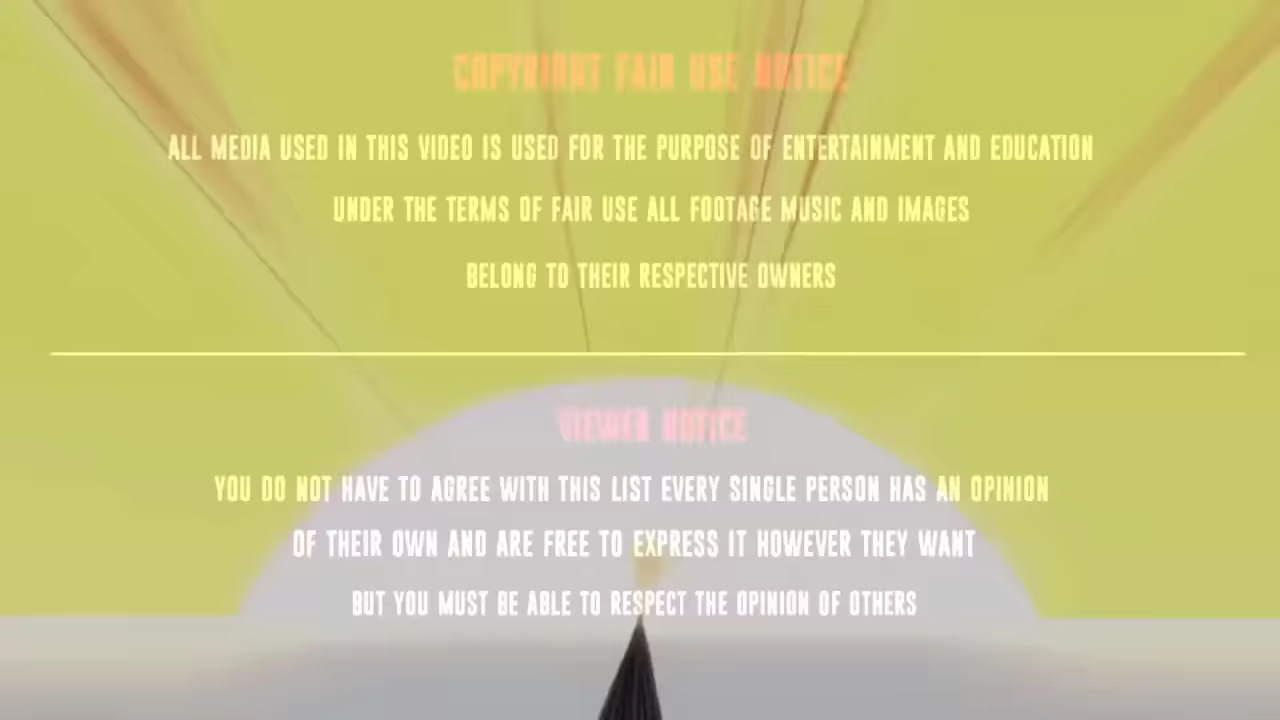 COPYRIGHT FAIR USE NOTICE
ALL MEDIA USED IN THIS VIDEO IS USED FOR THE PURPOSE OF ENTERTAINMENT AND EDUCATION
UNDER THE TERMS OF FAIR USE ALL FOOTAGE MUSIC AND IMAGES
BELONG TO THEIR RESPECTIVE OWNERS
VIEWER NOTICE
YOU DO NOT HAVE TO AGREE WITH THIS LIST EVERY SINGLE PERSON HAS AN OPINION
OF THEIR OWN AND ARE FREE TO EXPRESS IT HOWEVER THEY WANT
BUT YOU MUST BE ABLE TO RESPECT THE OPINION OF OTHERS